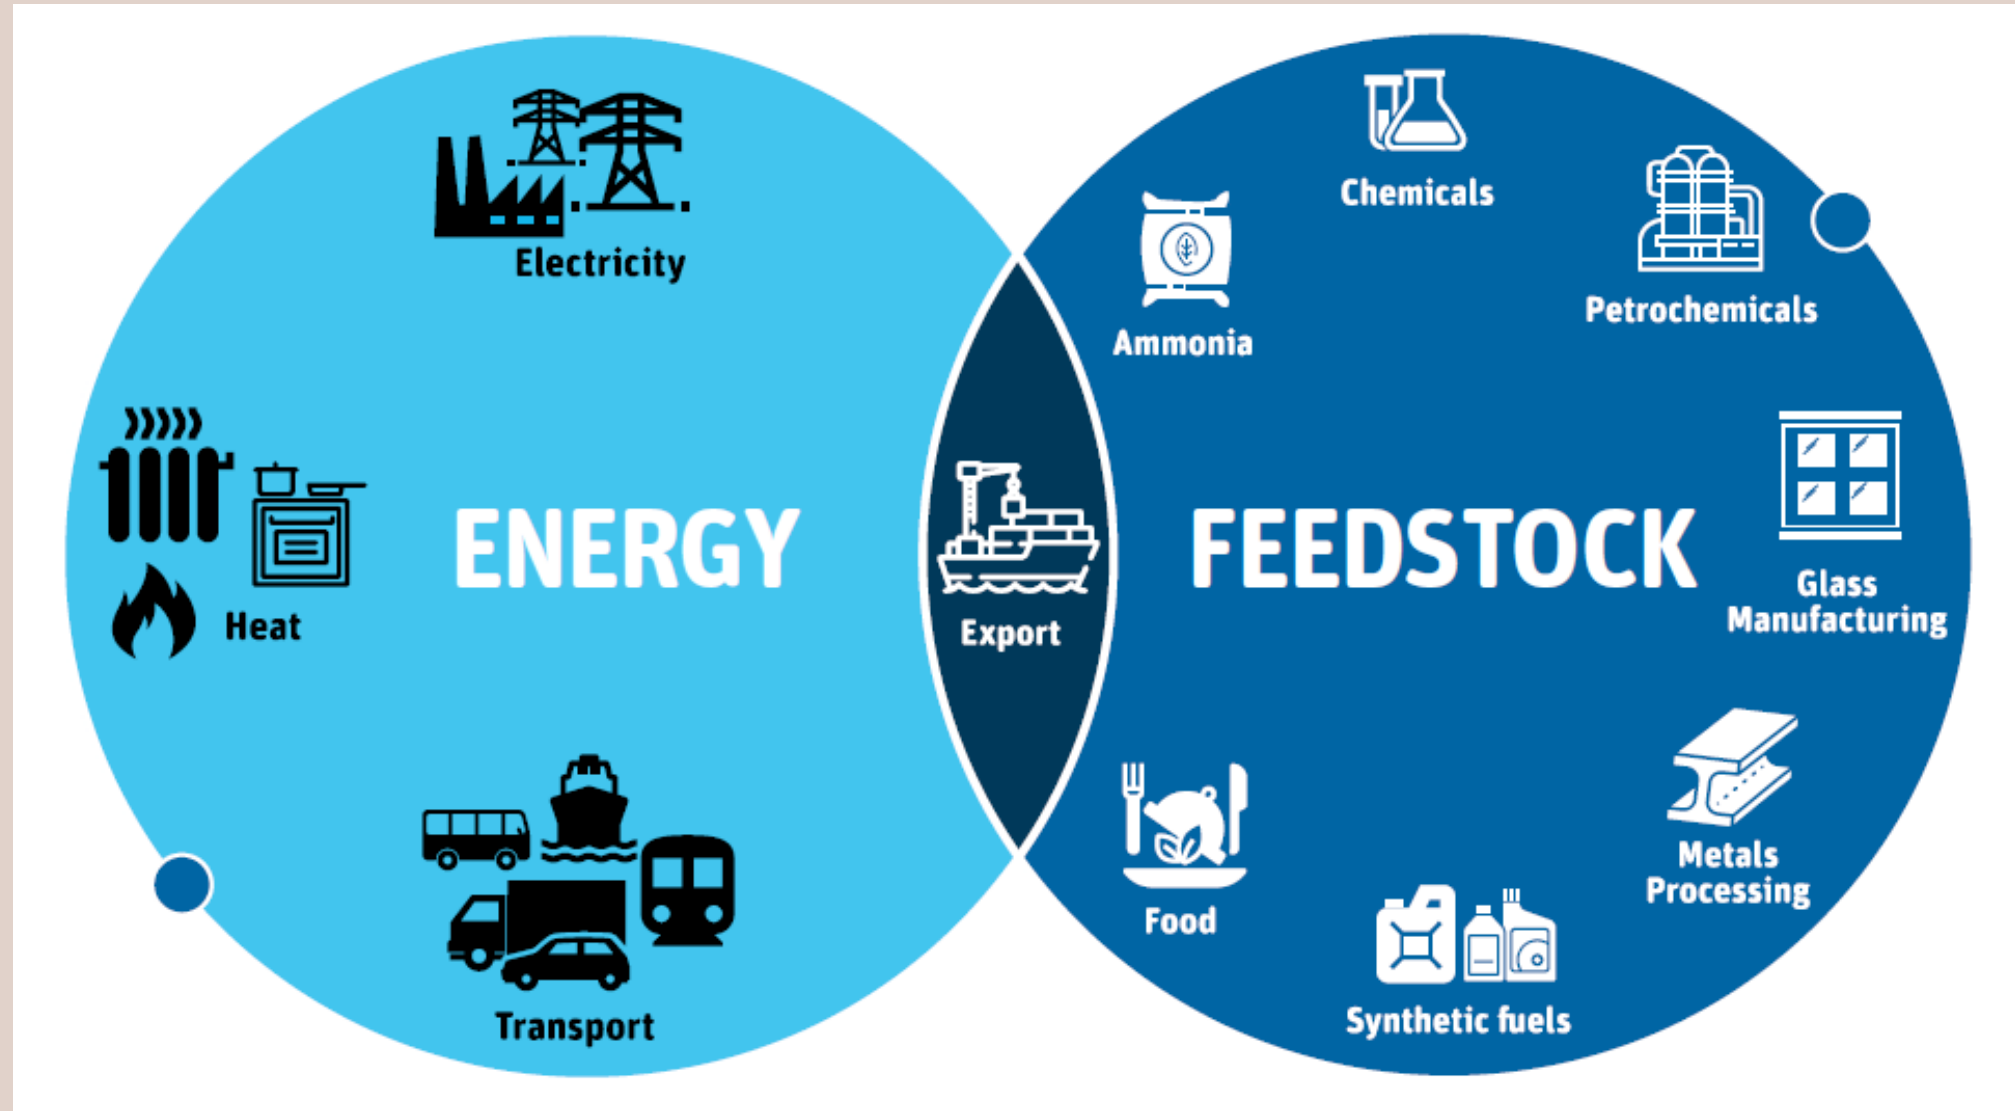 Electricity
Heat
ENERGY
Transport
Export
Chemicals
Petrochemicals
Ammonia
FEEDSTOCK
Glass
Manufacturing
Metals
Processing
Food
Synthetic fuels